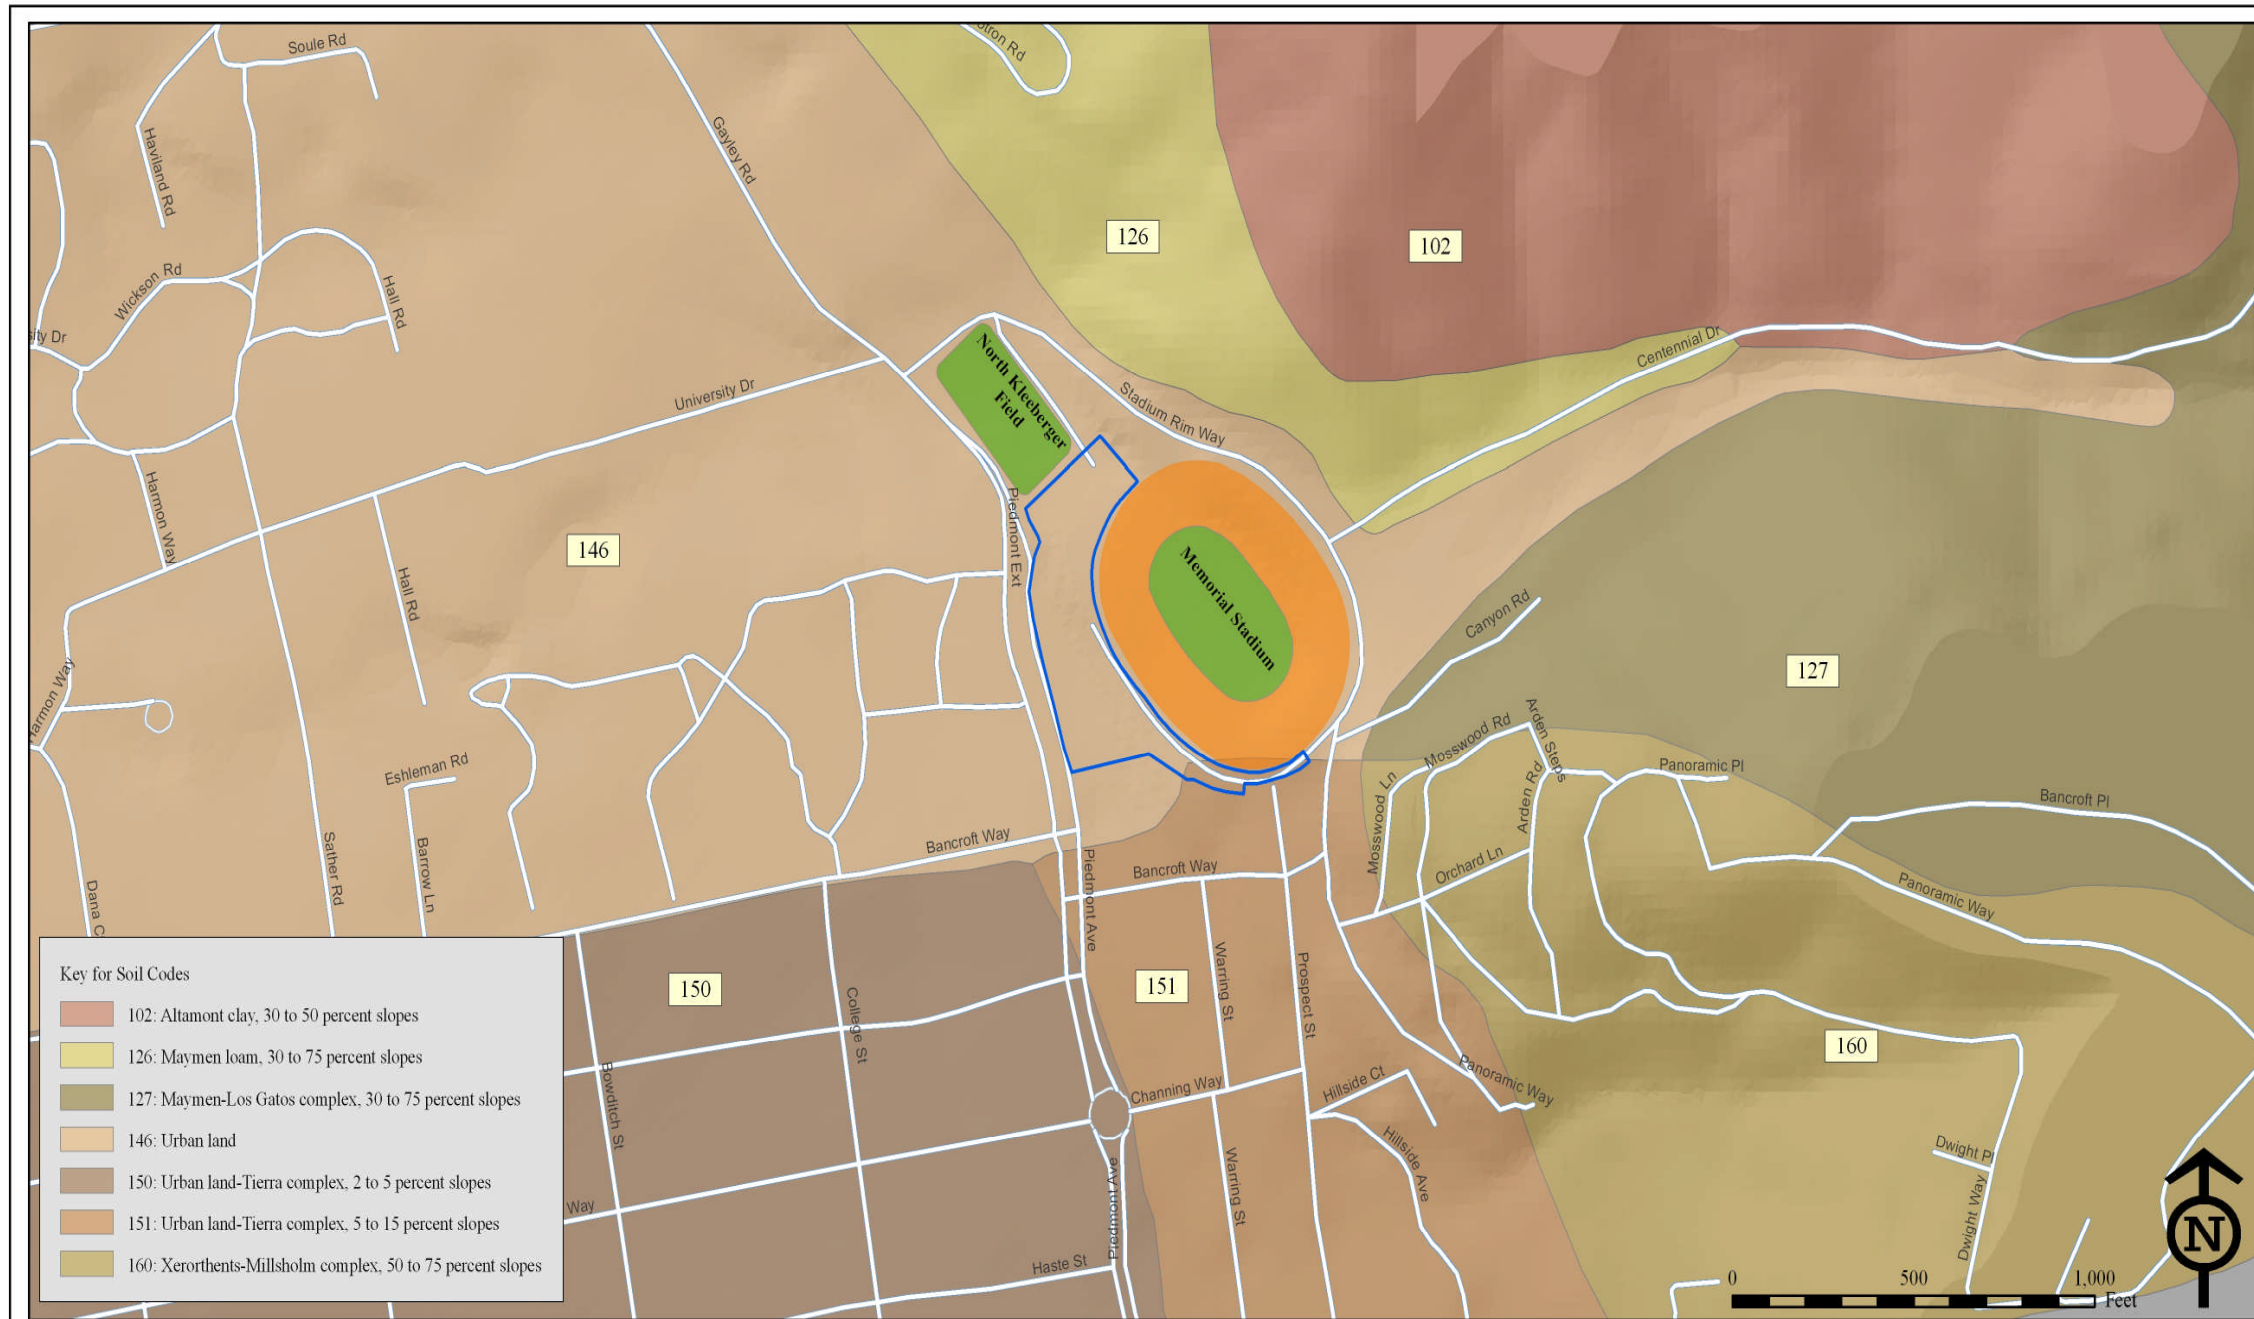 Soule Rd
otron Rd
Haviland Rd
Gayley Rd
126
102
Wickson Rd
Hall Rd
sity Dr
Centennial Dr
North Kleeberger
Field
University Dr
Stadium Rim Way
Harmon Way
146
Piedmont Ext
Hall Rd
Memorial Stadium
Canyon Rd
127
Harmon Way
Arden Steps
Mosswood Rd
Eshleman Rd
Panoramic Pl
Mosswood Ln
Arden Rd
Bancroft Pl
Bancroft Way
Sather Rd
Barrow Ln
Orchard Ln
Bancroft Way
Piedmont Ave
Dana C
Panoramic Way
150
151
Warring St
Prospect St
College St
160
Bowditch St
Channing Way
Hillside Ct
Panoramic Way
Hillside Ave
Dwight Pl
Warring St
Piedmont Ave
Way
Dwight Way
Haste St
Key for Soil Codes
102: Altamont clay, 30 to 50 percent slopes
126: Maymen loam, 30 to 75 percent slopes
127: Maymen-Los Gatos complex, 30 to 75 percent slopes
146: Urban land
150: Urban land-Tierra complex, 2 to 5 percent slopes
151: Urban land-Tierra complex, 5 to 15 percent slopes
160: Xerorthents-Millsholm complex, 50 to 75 percent slopes
N
0 500 1,000
Feet